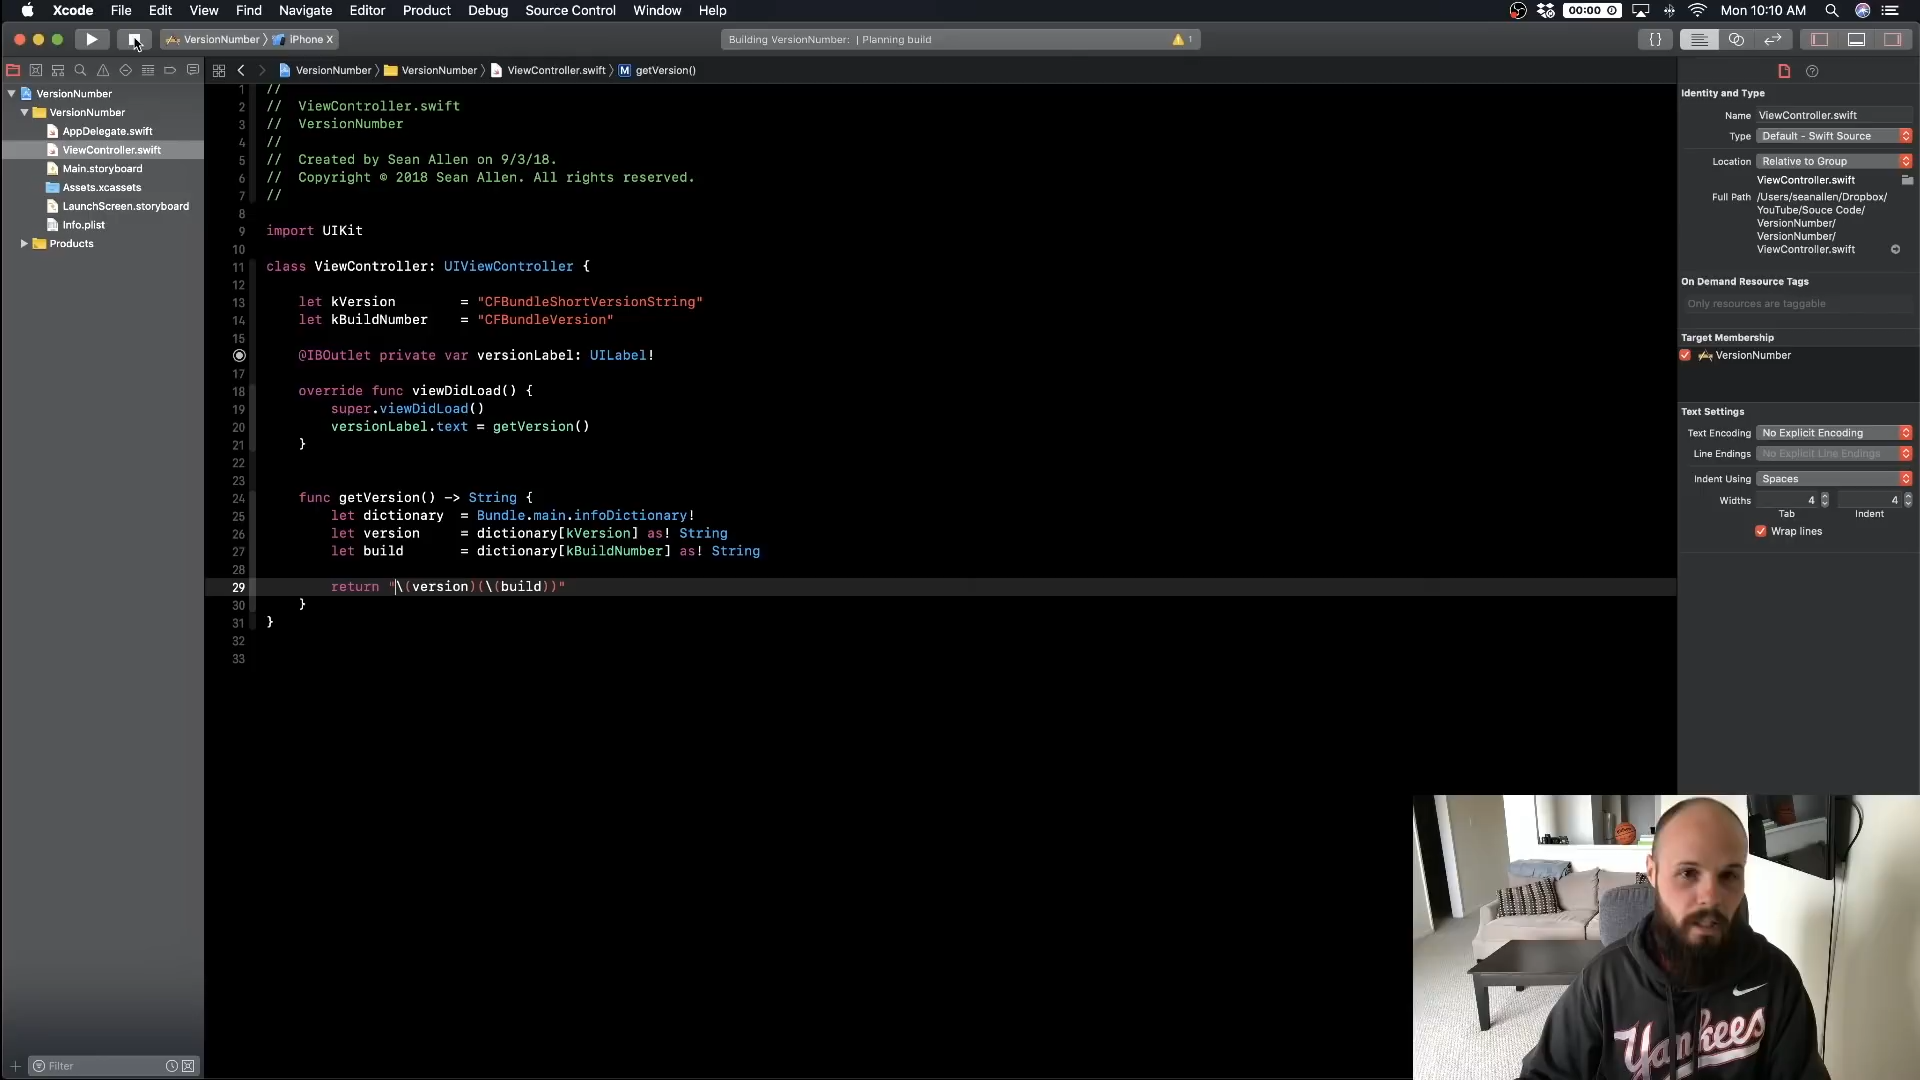 Xcode File Edit View Find Navigate Editor Product Debug Source Control Window Help 00:00 Mon 10:10 AM
VersionNumber iPhone X Building VersionNumber: | Planning build 1 {}
VersionNumber VersionNumber ViewController.swift M getVersion()
VersionNumber
VersionNumber
AppDelegate.swift
ViewController.swift
Main.storyboard
Assets.xcassets
LaunchScreen.storyboard
Info.plist
Products
Filter
1 //
2 // ViewController.swift
3 // VersionNumber
4 //
5 // Created by Sean Allen on 9/3/18.
6 // Copyright © 2018 Sean Allen. All rights reserved.
7 //
8
9 import UIKit
10
11 class ViewController: UIViewController {
12
13 let kVersion = "CFBundleShortVersionString"
14 let kBuildNumber = "CFBundleVersion"
15
@IBOutlet private var versionLabel: UILabel!
17
18 override func viewDidLoad() {
19 super.viewDidLoad()
20 versionLabel.text = getVersion()
21 }
22
23
24 func getVersion() -> String {
25 let dictionary = Bundle.main.infoDictionary!
26 let version = dictionary[kVersion] as! String
27 let build = dictionary[kBuildNumber] as! String
28
29 return "\(version)(\(build))"
30 }
31 }
32
33
Identity and Type
Name ViewController.swift
Type Default - Swift Source
Location Relative to Group
ViewController.swift
Full Path /Users/seanallen/Dropbox/
YouTube/Souce Code/
VersionNumber/
VersionNumber/
ViewController.swift
On Demand Resource Tags
Only resources are taggable
Target Membership
VersionNumber
Text Settings
Text Encoding No Explicit Encoding
Line Endings No Explicit Line Endings
Indent Using Spaces
Widths 4 4
Tab Indent
Wrap lines
Yankees